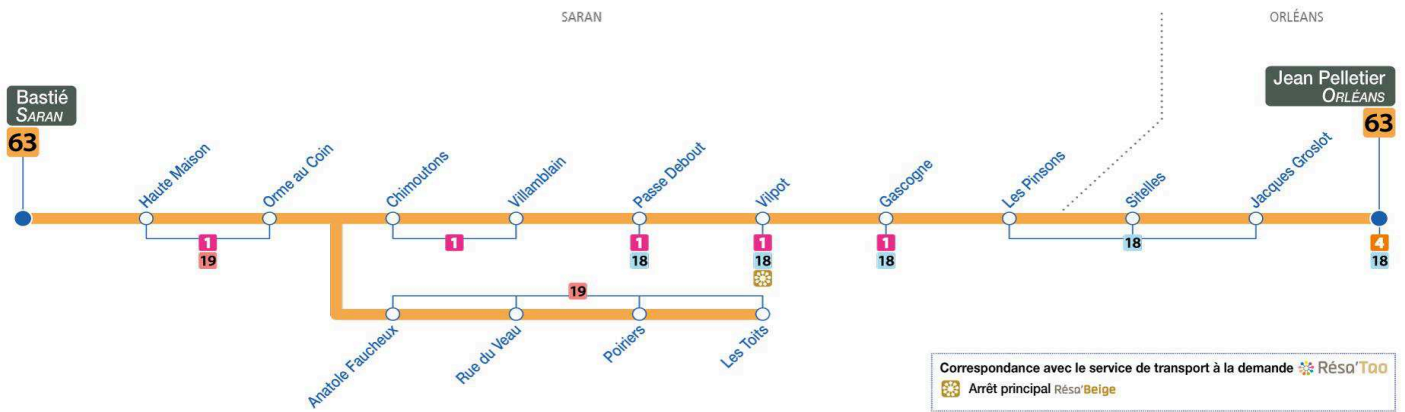 SARAN
ORLÉANS
Bastié
SARAN
63
Jean Pelletier
ORLÉANS
63
Haute Maison
Orme au Coin
Chimoutons
Villamblain
Passe Debout
Vilpot
Gascogne
Les Pinsons
Sitelles
Jacques Groslot
1
19
1
1
18
1
18
1
18
18
4
18
19
Anatole Faucheux
Rue du Veau
Poiriers
Les Toits
Correspondance avec le service de transport à la demande Résa'Tao
Arrêt principal Résa'Beige